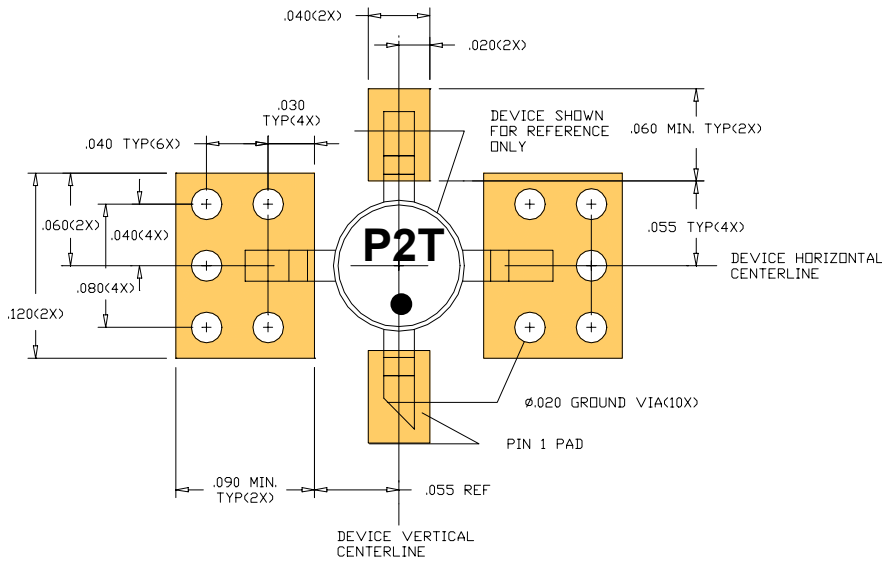 .040(2X)
.020(2X)
.030
TYP(4X)
DEVICE SHOWN
FOR REFERENCE
ONLY
.060 MIN. TYP(2X)
.040 TYP(6X)
.060(2X)
.040(4X)
.055 TYP(4X)
P2T
DEVICE HORIZONTAL
CENTERLINE
.080(4X)
.120(2X)
Ø.020 GROUND VIA(10X)
PIN 1 PAD
.090 MIN.
TYP(2X)
.055 REF
DEVICE VERTICAL
CENTERLINE